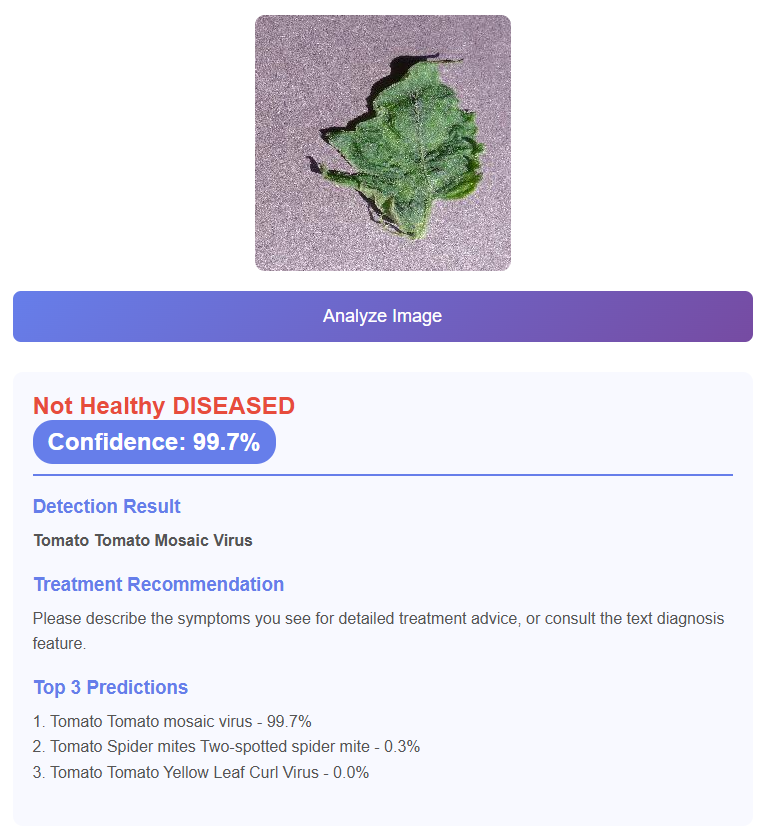 Analyze Image
Not Healthy DISEASED
Confidence: 99.7%
Detection Result
Tomato Tomato Mosaic Virus
Treatment Recommendation
Please describe the symptoms you see for detailed treatment advice, or consult the text diagnosis
feature.
Top 3 Predictions
1. Tomato Tomato mosaic virus - 99.7%
2. Tomato Spider mites Two-spotted spider mite - 0.3%
3. Tomato Tomato Yellow Leaf Curl Virus - 0.0%